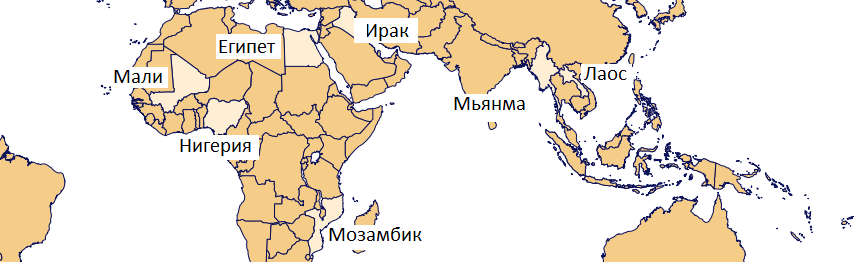 Ирак
Египет
Мали
Лаос
Мьянма
Нигерия
Мозамбик